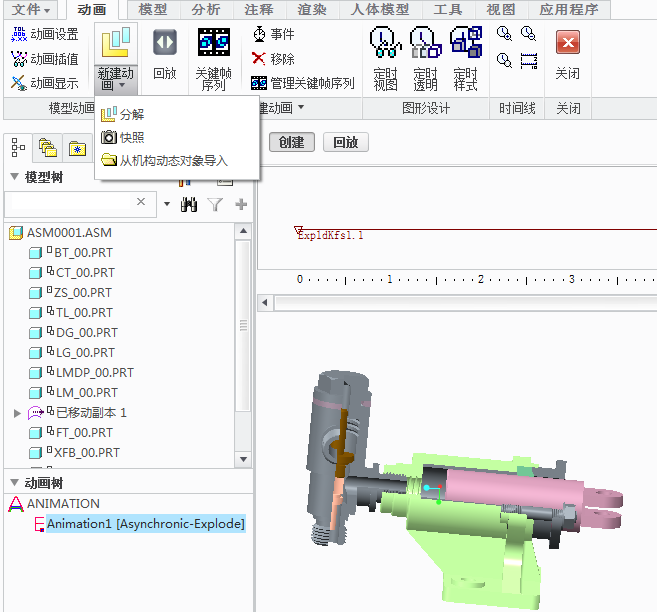 文件 动画 模型 分析 注释 渲染 人体模型 工具 视图 应用程序
动画设置
动画插值
动画显示
新建动画
回放
关键帧序列
事件
移除
管理关键帧序列
定时视图
定时透明
定时样式
关闭
模型动画
建动画
图形设计
时间线
关闭
分解
快照
从机构动态对象导入
创建 回放
模型树
ASM0001.ASM
BT_00.PRT
CT_00.PRT
ZS_00.PRT
TL_00.PRT
DG_00.PRT
LG_00.PRT
LMDP_00.PRT
LM_00.PRT
已移动副本 1
FT_00.PRT
XFB_00.PRT
ExpldKfs1.1
0 1 2 3
动画树
ANIMATION
Animation1 [Asynchronic-Explode]